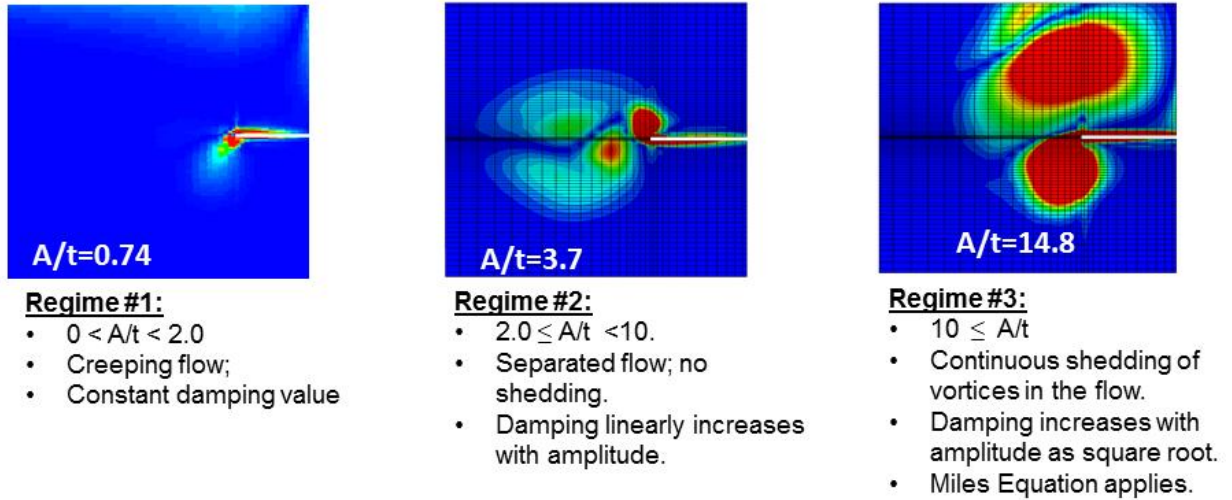 A/t=0.74
Regime #1:
• 0 < A/t < 2.0
• Creeping flow;
• Constant damping value
A/t=3.7
Regime #2:
• 2.0 ≤ A/t <10.
• Separated flow; no
shedding.
• Damping linearly increases
with amplitude.
A/t=14.8
Regime #3:
• 10 ≤ A/t
• Continuous shedding of
vortices in the flow.
• Damping increases with
amplitude as square root.
• Miles Equation applies.